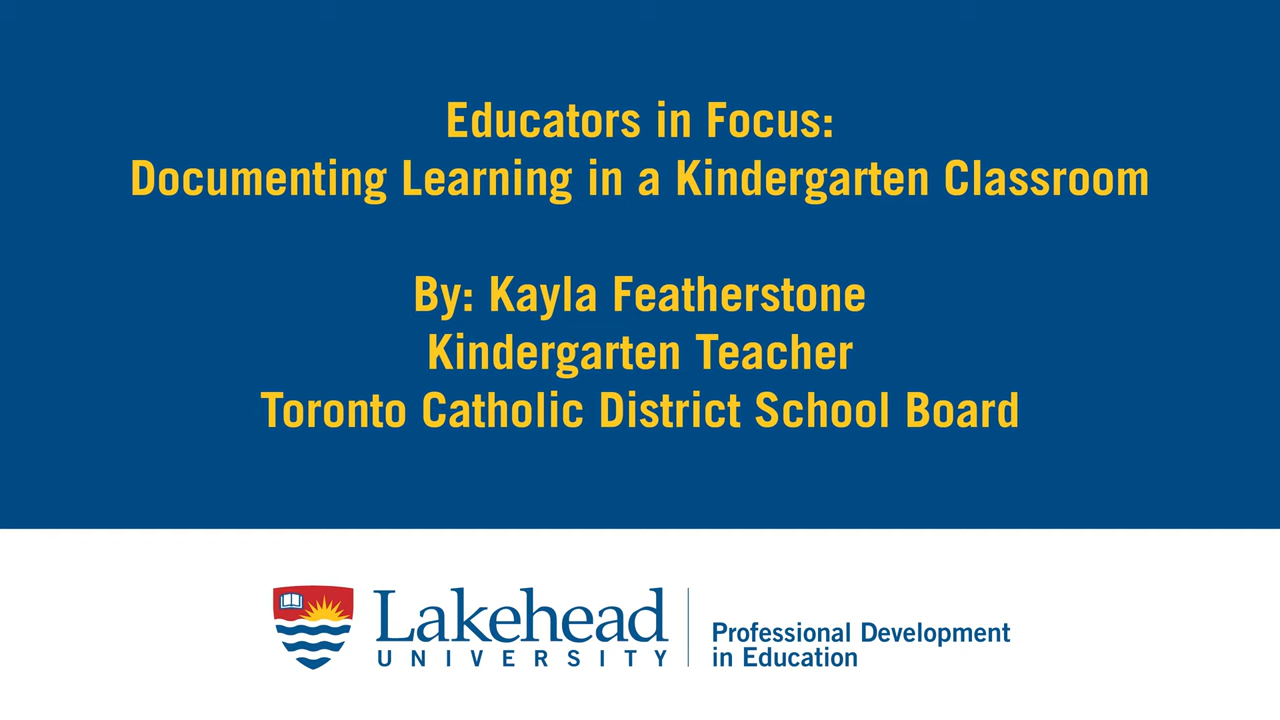 Educators in Focus:
Documenting Learning in a Kindergarten Classroom
By: Kayla Featherstone
Kindergarten Teacher
Toronto Catholic District School Board
Lakehead
UNIVERSITY
Professional Development
in Education